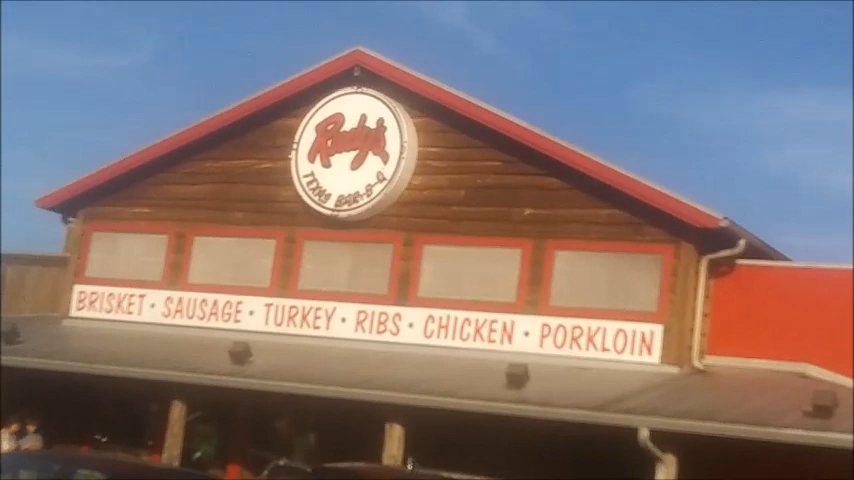 Rudy's
TEXAS BAR-B-Q
BRISKET • SAUSAGE • TURKEY • RIBS • CHICKEN • PORKLOIN